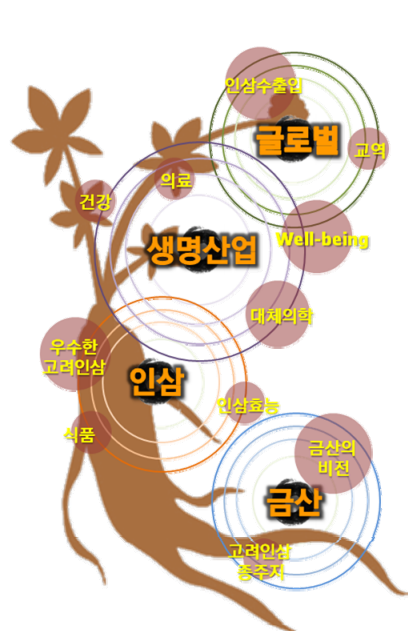 인삼수출입
글로벌
교역
의료
건강
생명산업
Well-being
대체의학
우수한
고려인삼
인삼
인삼효능
식품
금산의
비전
금산
고려인삼
종주지